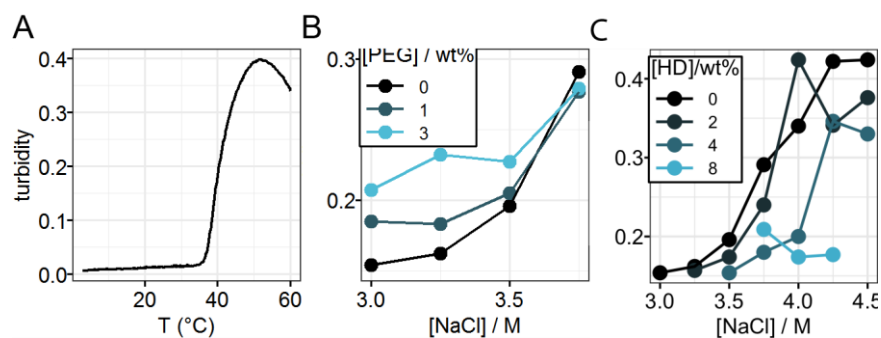 A
turbidity
0.4
0.3
0.2
0.1
0.0
20
40
60
T (°C)
B
[PEG] / wt%
0
1
3
0.3
0.2
3.0
3.5
[NaCl] / M
C
[HD]/wt%
0
2
4
8
0.4
0.3
0.2
3.0
3.5
4.0
4.5
[NaCl] / M